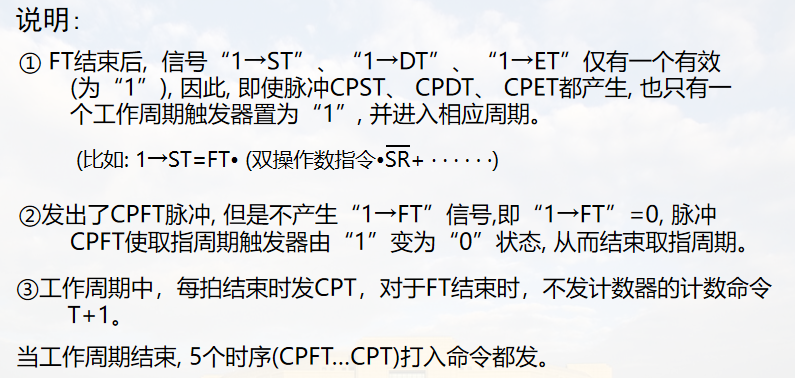 说明:
① FT结束后, 信号“1→ST”、“1→DT”、“1→ET”仅有一个有效
(为“1”), 因此, 即使脉冲CPST、 CPDT、 CPET都产生, 也只有一
个工作周期触发器置为“1”, 并进入相应周期。
(比如: 1→ST=FT• (双操作数指令•S̅R̅+ ······)
②发出了CPFT脉冲, 但是不产生“1→FT”信号,即“1→FT”=0, 脉冲
CPFT使取指周期触发器由“1”变为“0”状态, 从而结束取指周期。
③工作周期中，每拍结束时发CPT，对于FT结束时，不发计数器的计数命令
T+1。
当工作周期结束, 5个时序(CPFT...CPT)打入命令都发。